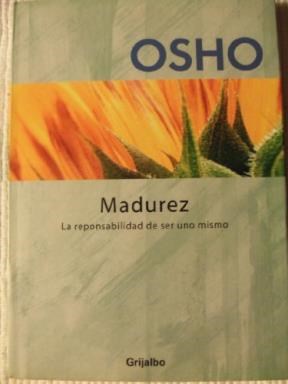 OSHO
Madurez
La reponsabilidad de ser uno mismo
Grijalbo